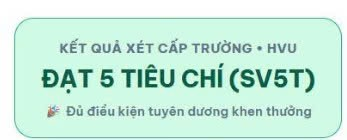 KẾT QUẢ XÉT CẤP TRƯỜNG • HVU
ĐẠT 5 TIÊU CHÍ (SV5T)
🎉 Đủ điều kiện tuyên dương khen thưởng